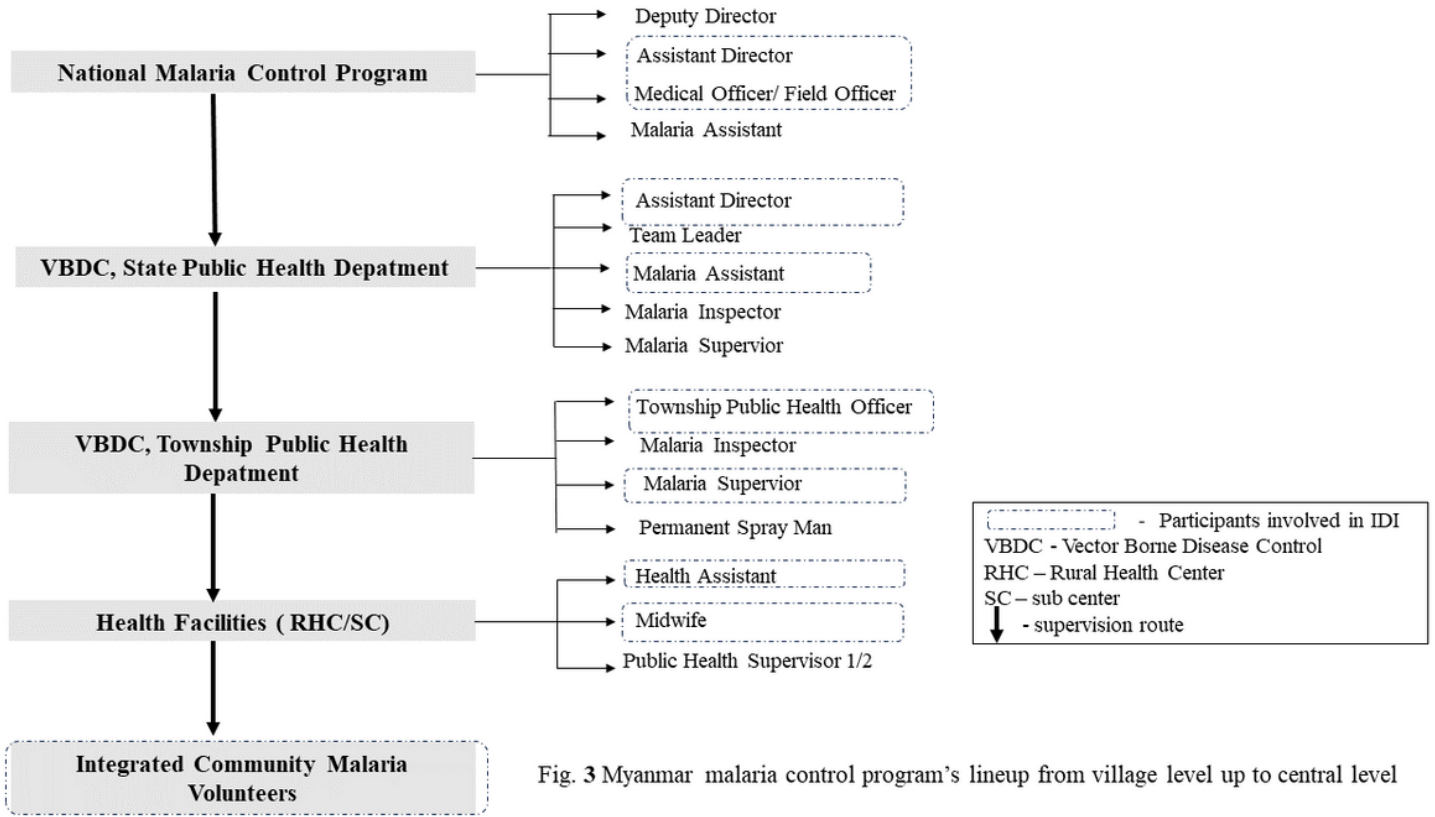 National Malaria Control Program
Deputy Director
Assistant Director
Medical Officer/ Field Officer
Malaria Assistant
VBDC, State Public Health Depatment
Assistant Director
Team Leader
Malaria Assistant
Malaria Inspector
Malaria Supervior
VBDC, Township Public Health
Depatment
Township Public Health Officer
Malaria Inspector
Malaria Supervior
Permanent Spray Man
Health Facilities ( RHC/SC)
Health Assistant
Midwife
Public Health Supervisor 1/2
Integrated Community Malaria
Volunteers
- Participants involved in IDI
VBDC - Vector Borne Disease Control
RHC – Rural Health Center
SC – sub center
- supervision route
Fig. 3 Myanmar malaria control program's lineup from village level up to central level